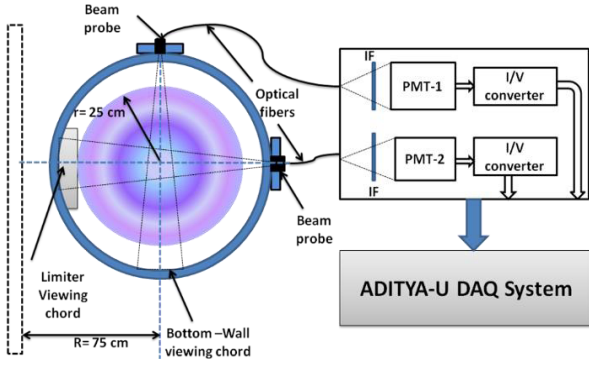 Beam
probe
r= 25 cm
Optical
fibers
IF
PMT-1
I/V
converter
PMT-2
I/V
converter
IF
Beam
probe
Limiter
Viewing
chord
R= 75 cm
Bottom –Wall
viewing chord
ADITYA-U DAQ System